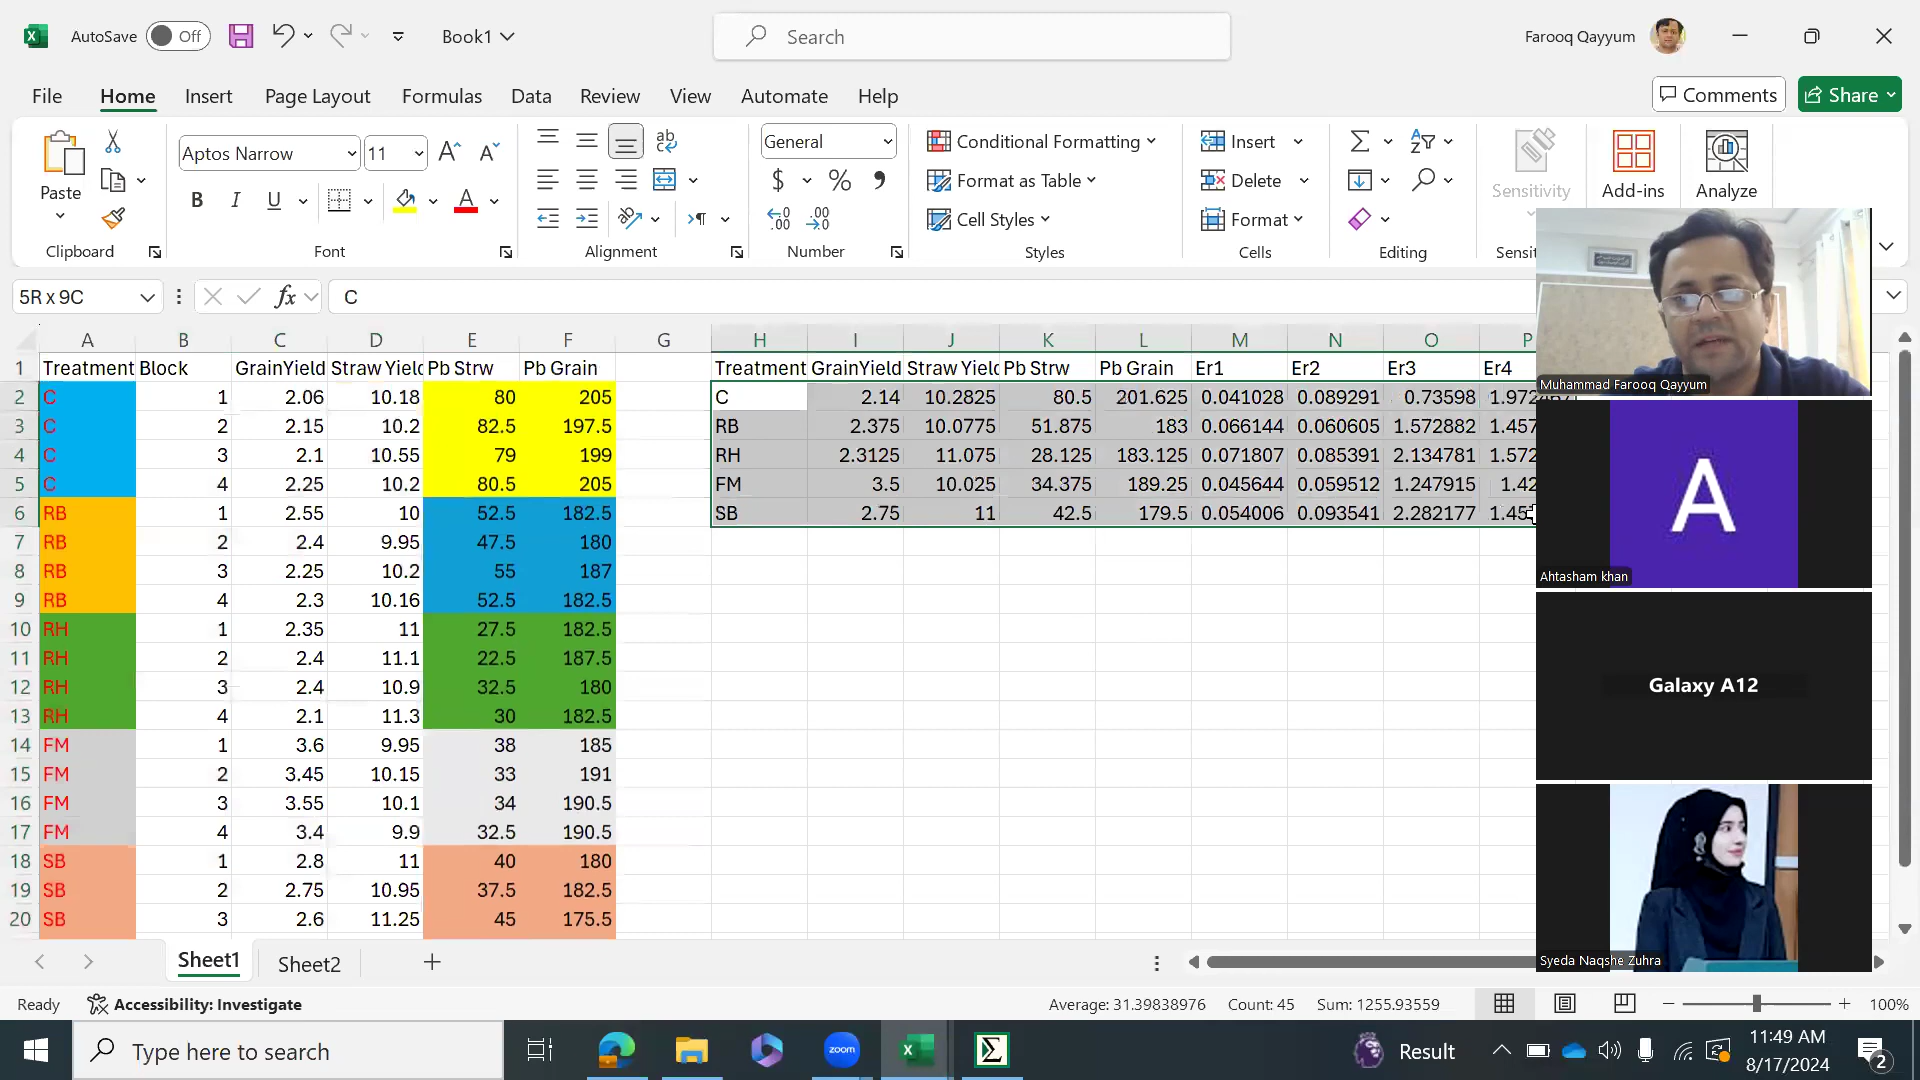 AutoSave Off Book1 Search Farooq Qayyum
File Home Insert Page Layout Formulas Data Review View Automate Help Comments Share
Paste Aptos Narrow 11 General Conditional Formatting Format as Table Cell Styles Insert Delete Format Sensitivity Add-ins Analyze
Clipboard Font Alignment Number Styles Cells Editing Sensit
5R x 9C fx C
A B C D E F G H I J K L M N O P
1 Treatment Block GrainYield Straw Yield Pb Strw Pb Grain Treatment GrainYield Straw Yield Pb Strw Pb Grain Er1 Er2 Er3 Er4
2 C 1 2.06 10.18 80 205 C 2.14 10.2825 80.5 201.625 0.041028 0.089291 0.73598 1.972467
3 C 2 2.15 10.2 82.5 197.5 RB 2.375 10.0775 51.875 183 0.066144 0.060605 1.572882 1.457
4 C 3 2.1 10.55 79 199 RH 2.3125 11.075 28.125 183.125 0.071807 0.085391 2.134781 1.572
5 C 4 2.25 10.2 80.5 205 FM 3.5 10.025 34.375 189.25 0.045644 0.059512 1.247915 1.42
6 RB 1 2.55 10 52.5 182.5 SB 2.75 11 42.5 179.5 0.054006 0.093541 2.282177 1.45
7 RB 2 2.4 9.95 47.5 180
8 RB 3 2.25 10.2 55 187
9 RB 4 2.3 10.16 52.5 182.5
10 RH 1 2.35 11 27.5 182.5
11 RH 2 2.4 11.1 22.5 187.5
12 RH 3 2.4 10.9 32.5 180
13 RH 4 2.1 11.3 30 182.5
14 FM 1 3.6 9.95 38 185
15 FM 2 3.45 10.15 33 191
16 FM 3 3.55 10.1 34 190.5
17 FM 4 3.4 9.9 32.5 190.5
18 SB 1 2.8 11 40 180
19 SB 2 2.75 10.95 37.5 182.5
20 SB 3 2.6 11.25 45 175.5
Muhammad Farooq Qayyum
A
Ahtasham khan
Galaxy A12
Syeda Naqshe Zuhra
Sheet1 Sheet2
Ready Accessibility: Investigate Average: 31.39838976 Count: 45 Sum: 1255.93559 100%
Type here to search zoom Result 11:49 AM
8/17/2024 2